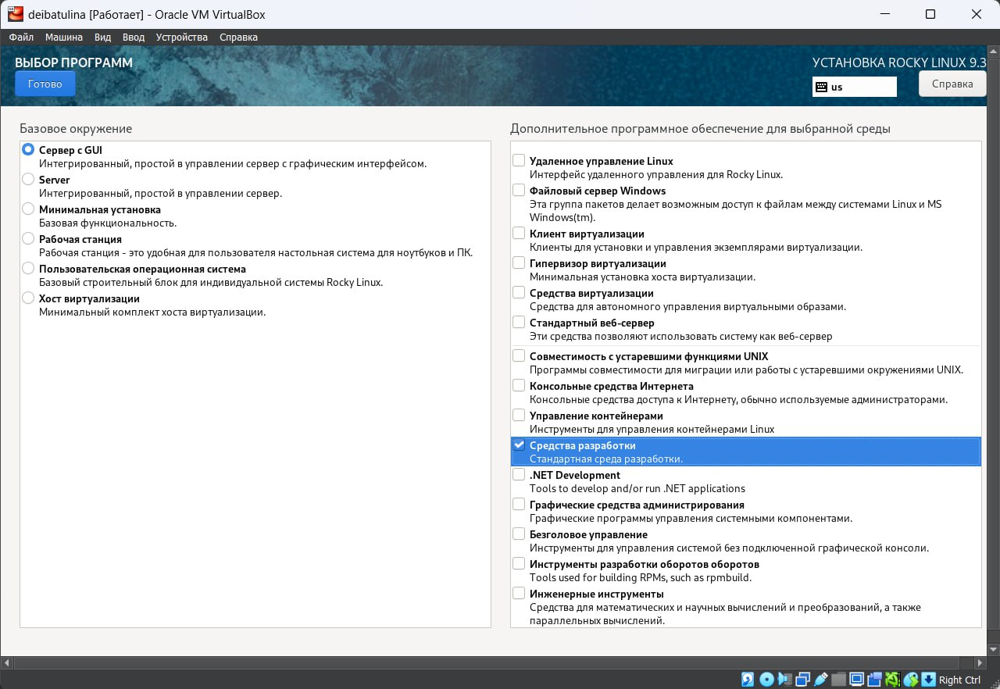 deibatulina [Работает] - Oracle VM VirtualBox
Файл Машина Вид Ввод Устройства Справка
ВЫБОР ПРОГРАММ
УСТАНОВКА ROCKY LINUX 9.3
Готово
us
Справка
Базовое окружение
Сервер с GUI
Интегрированный, простой в управлении сервер с графическим интерфейсом.
Server
Интегрированный, простой в управлении сервер.
Минимальная установка
Базовая функциональность.
Рабочая станция
Рабочая станция - это удобная для пользователя настольная система для ноутбуков и ПК.
Пользовательская операционная система
Базовый строительный блок для индивидуальной системы Rocky Linux.
Хост виртуализации
Минимальный комплект хоста виртуализации.
Дополнительное программное обеспечение для выбранной среды
Удаленное управление Linux
Интерфейс удаленного управления для Rocky Linux.
Файловый сервер Windows
Эта группа пакетов делает возможным доступ к файлам между системами Linux и MS
Windows(tm).
Клиент виртуализации
Клиенты для установки и управления экземплярами виртуализации.
Гипервизор виртуализации
Минимальная установка хоста виртуализации.
Средства виртуализации
Средства для автономного управления виртуальными образами.
Стандартный веб-сервер
Эти средства позволяют использовать систему как веб-сервер
Совместимость с устаревшими функциями UNIX
Программы совместимости для миграции или работы с устаревшими окружениями UNIX.
Консольные средства Интернета
Консольные средства доступа к Интернету, обычно используемые администраторами.
Управление контейнерами
Инструменты для управления контейнерами Linux
Средства разработки
Стандартная среда разработки.
.NET Development
Tools to develop and/or run .NET applications
Графические средства администрирования
Графические программы управления системными компонентами.
Безголовое управление
Инструменты для управления системой без подключенной графической консоли.
Инструменты разработки оборотов оборотов
Tools used for building RPMs, such as rpmbuild.
Инженерные инструменты
Средства для математических и научных вычислений и преобразований, а также
параллельных вычислений.
Right Ctrl